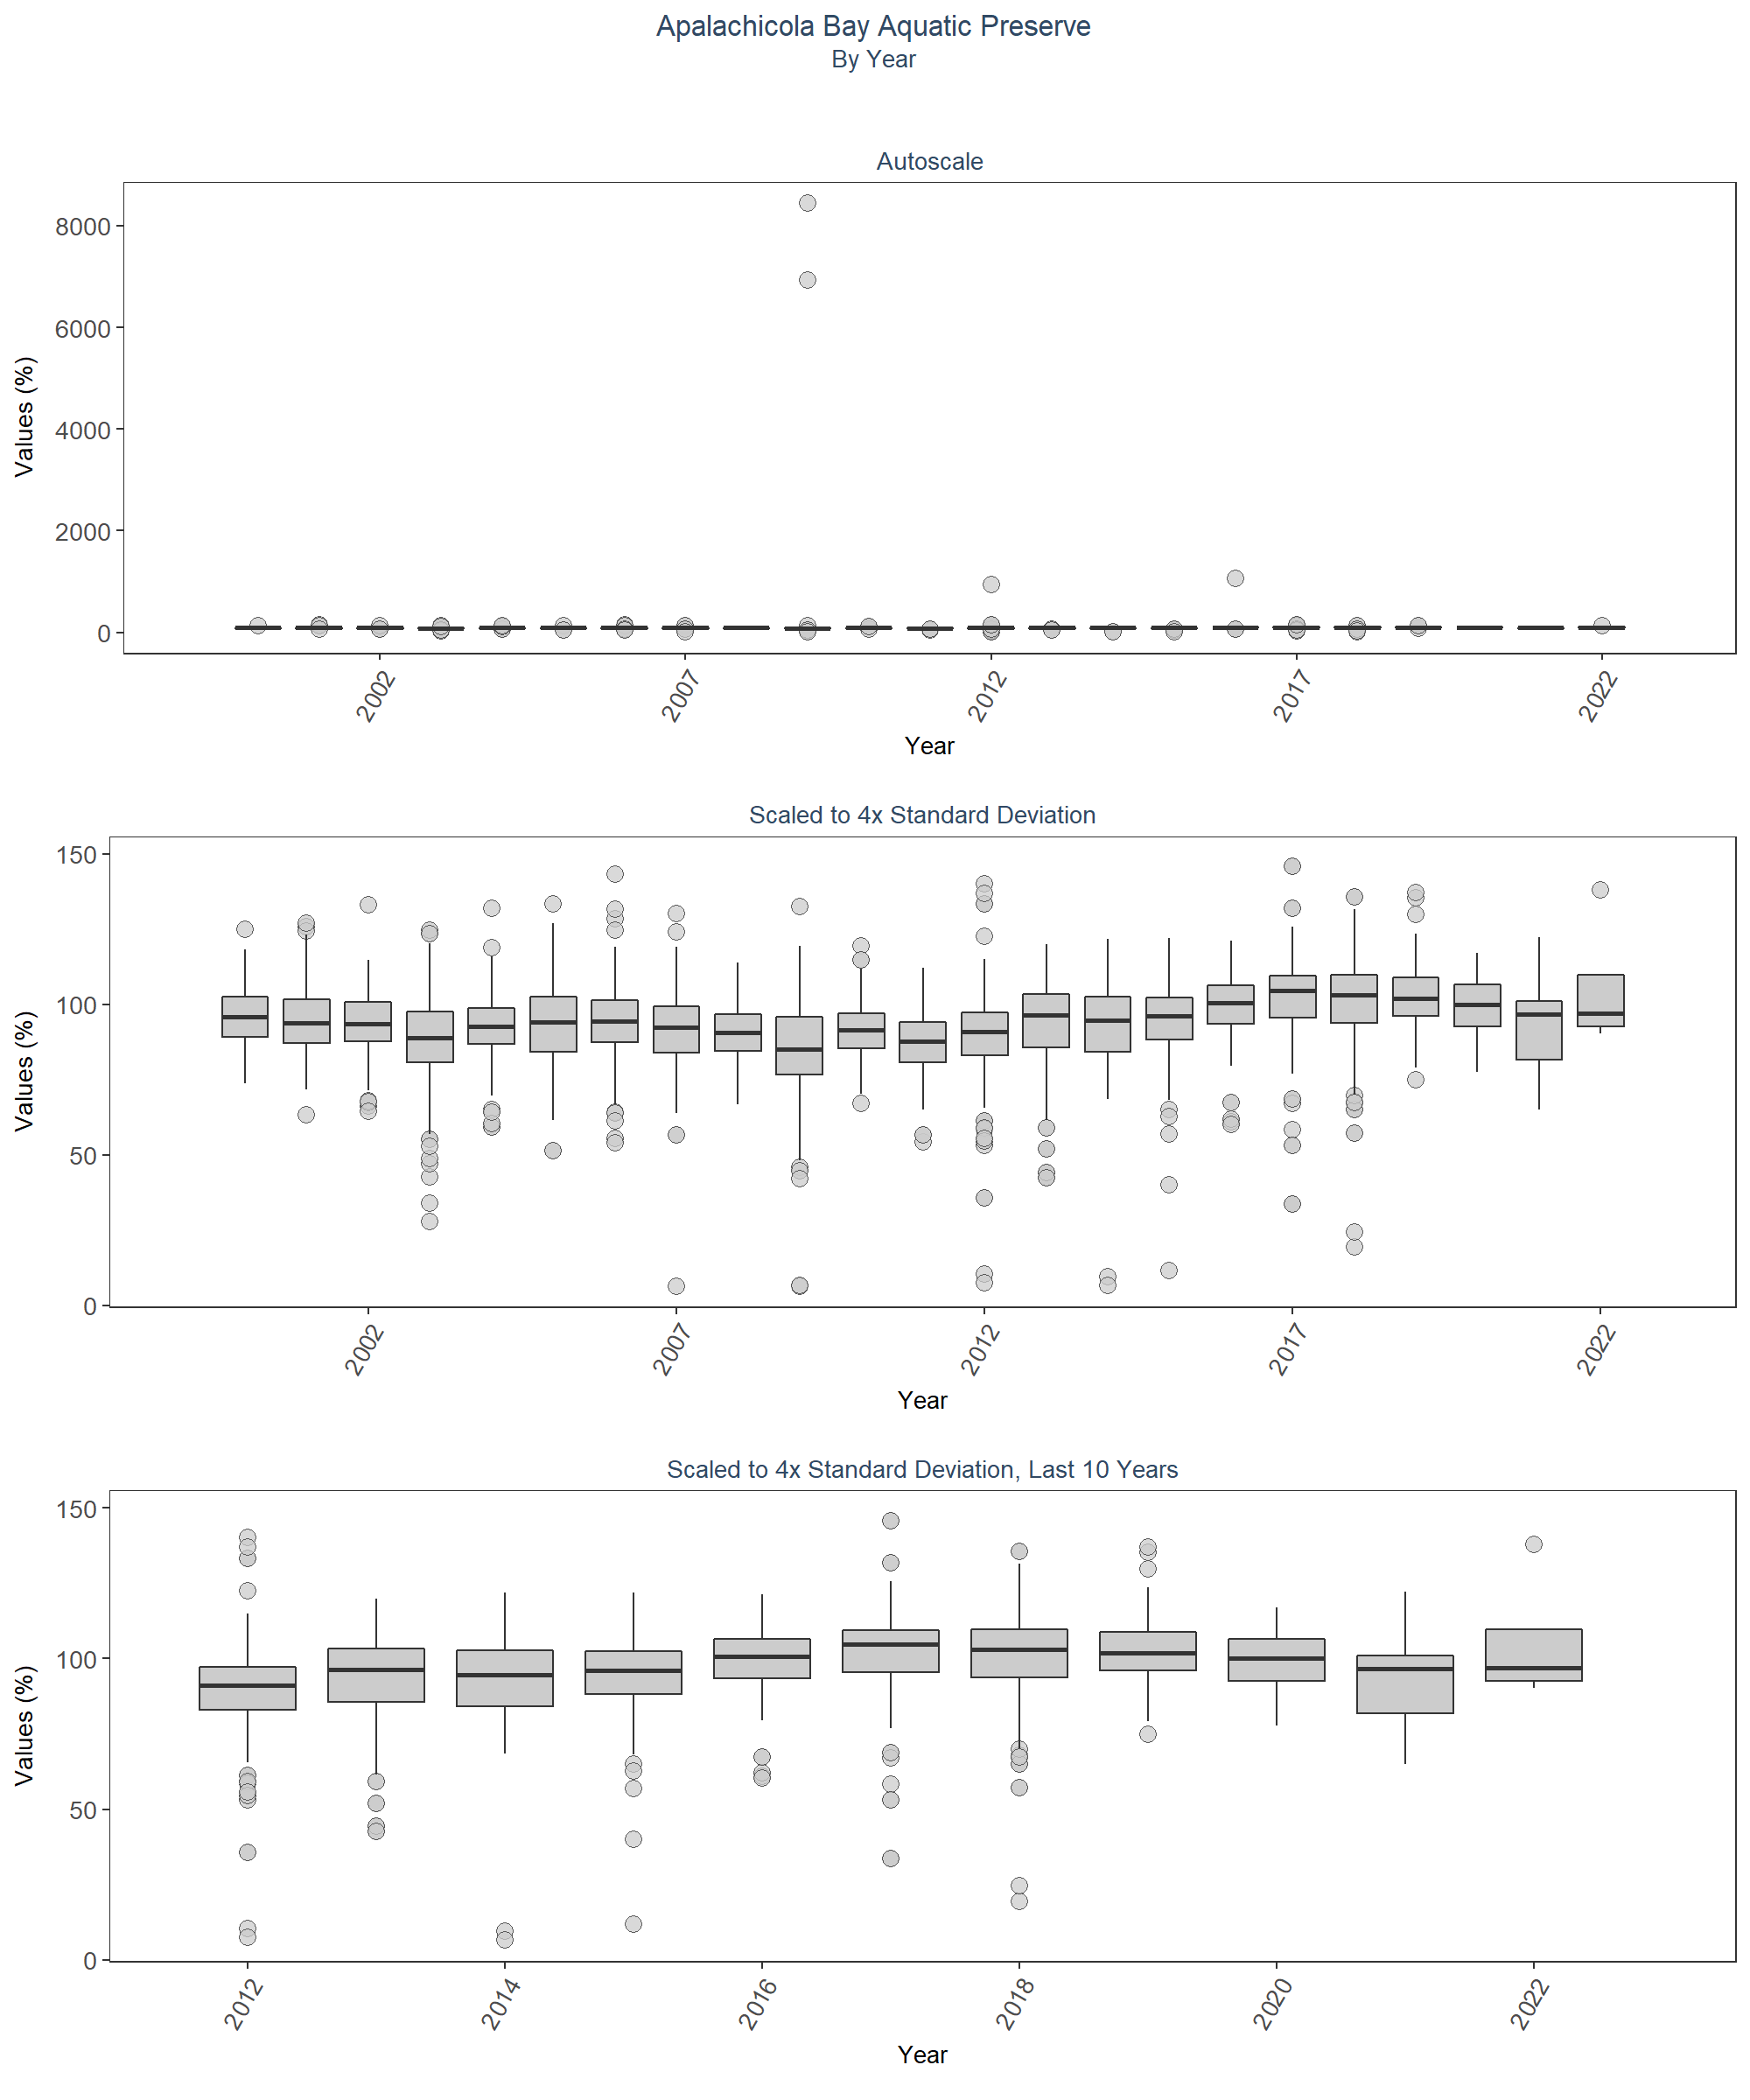 Apalachicola Bay Aquatic Preserve
By Year
Autoscale
Values (%)
8000
6000
4000
2000
0
2002 2007 2012 2017 2022
Year
Scaled to 4x Standard Deviation
Values (%)
150
100
50
0
2002 2007 2012 2017 2022
Year
Scaled to 4x Standard Deviation, Last 10 Years
Values (%)
150
100
50
0
2012 2014 2016 2018 2020 2022
Year